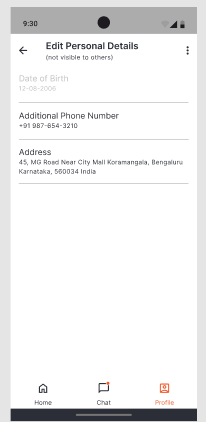 9:30
Edit Personal Details
(not visible to others)
Date of Birth
12-06-2006
Additional Phone Number
+91 987-654-3210
Address
45, MG Road Near City Mall Koramangala, Bengaluru
Karnataka, 560034 India
Home
Chat
Profile